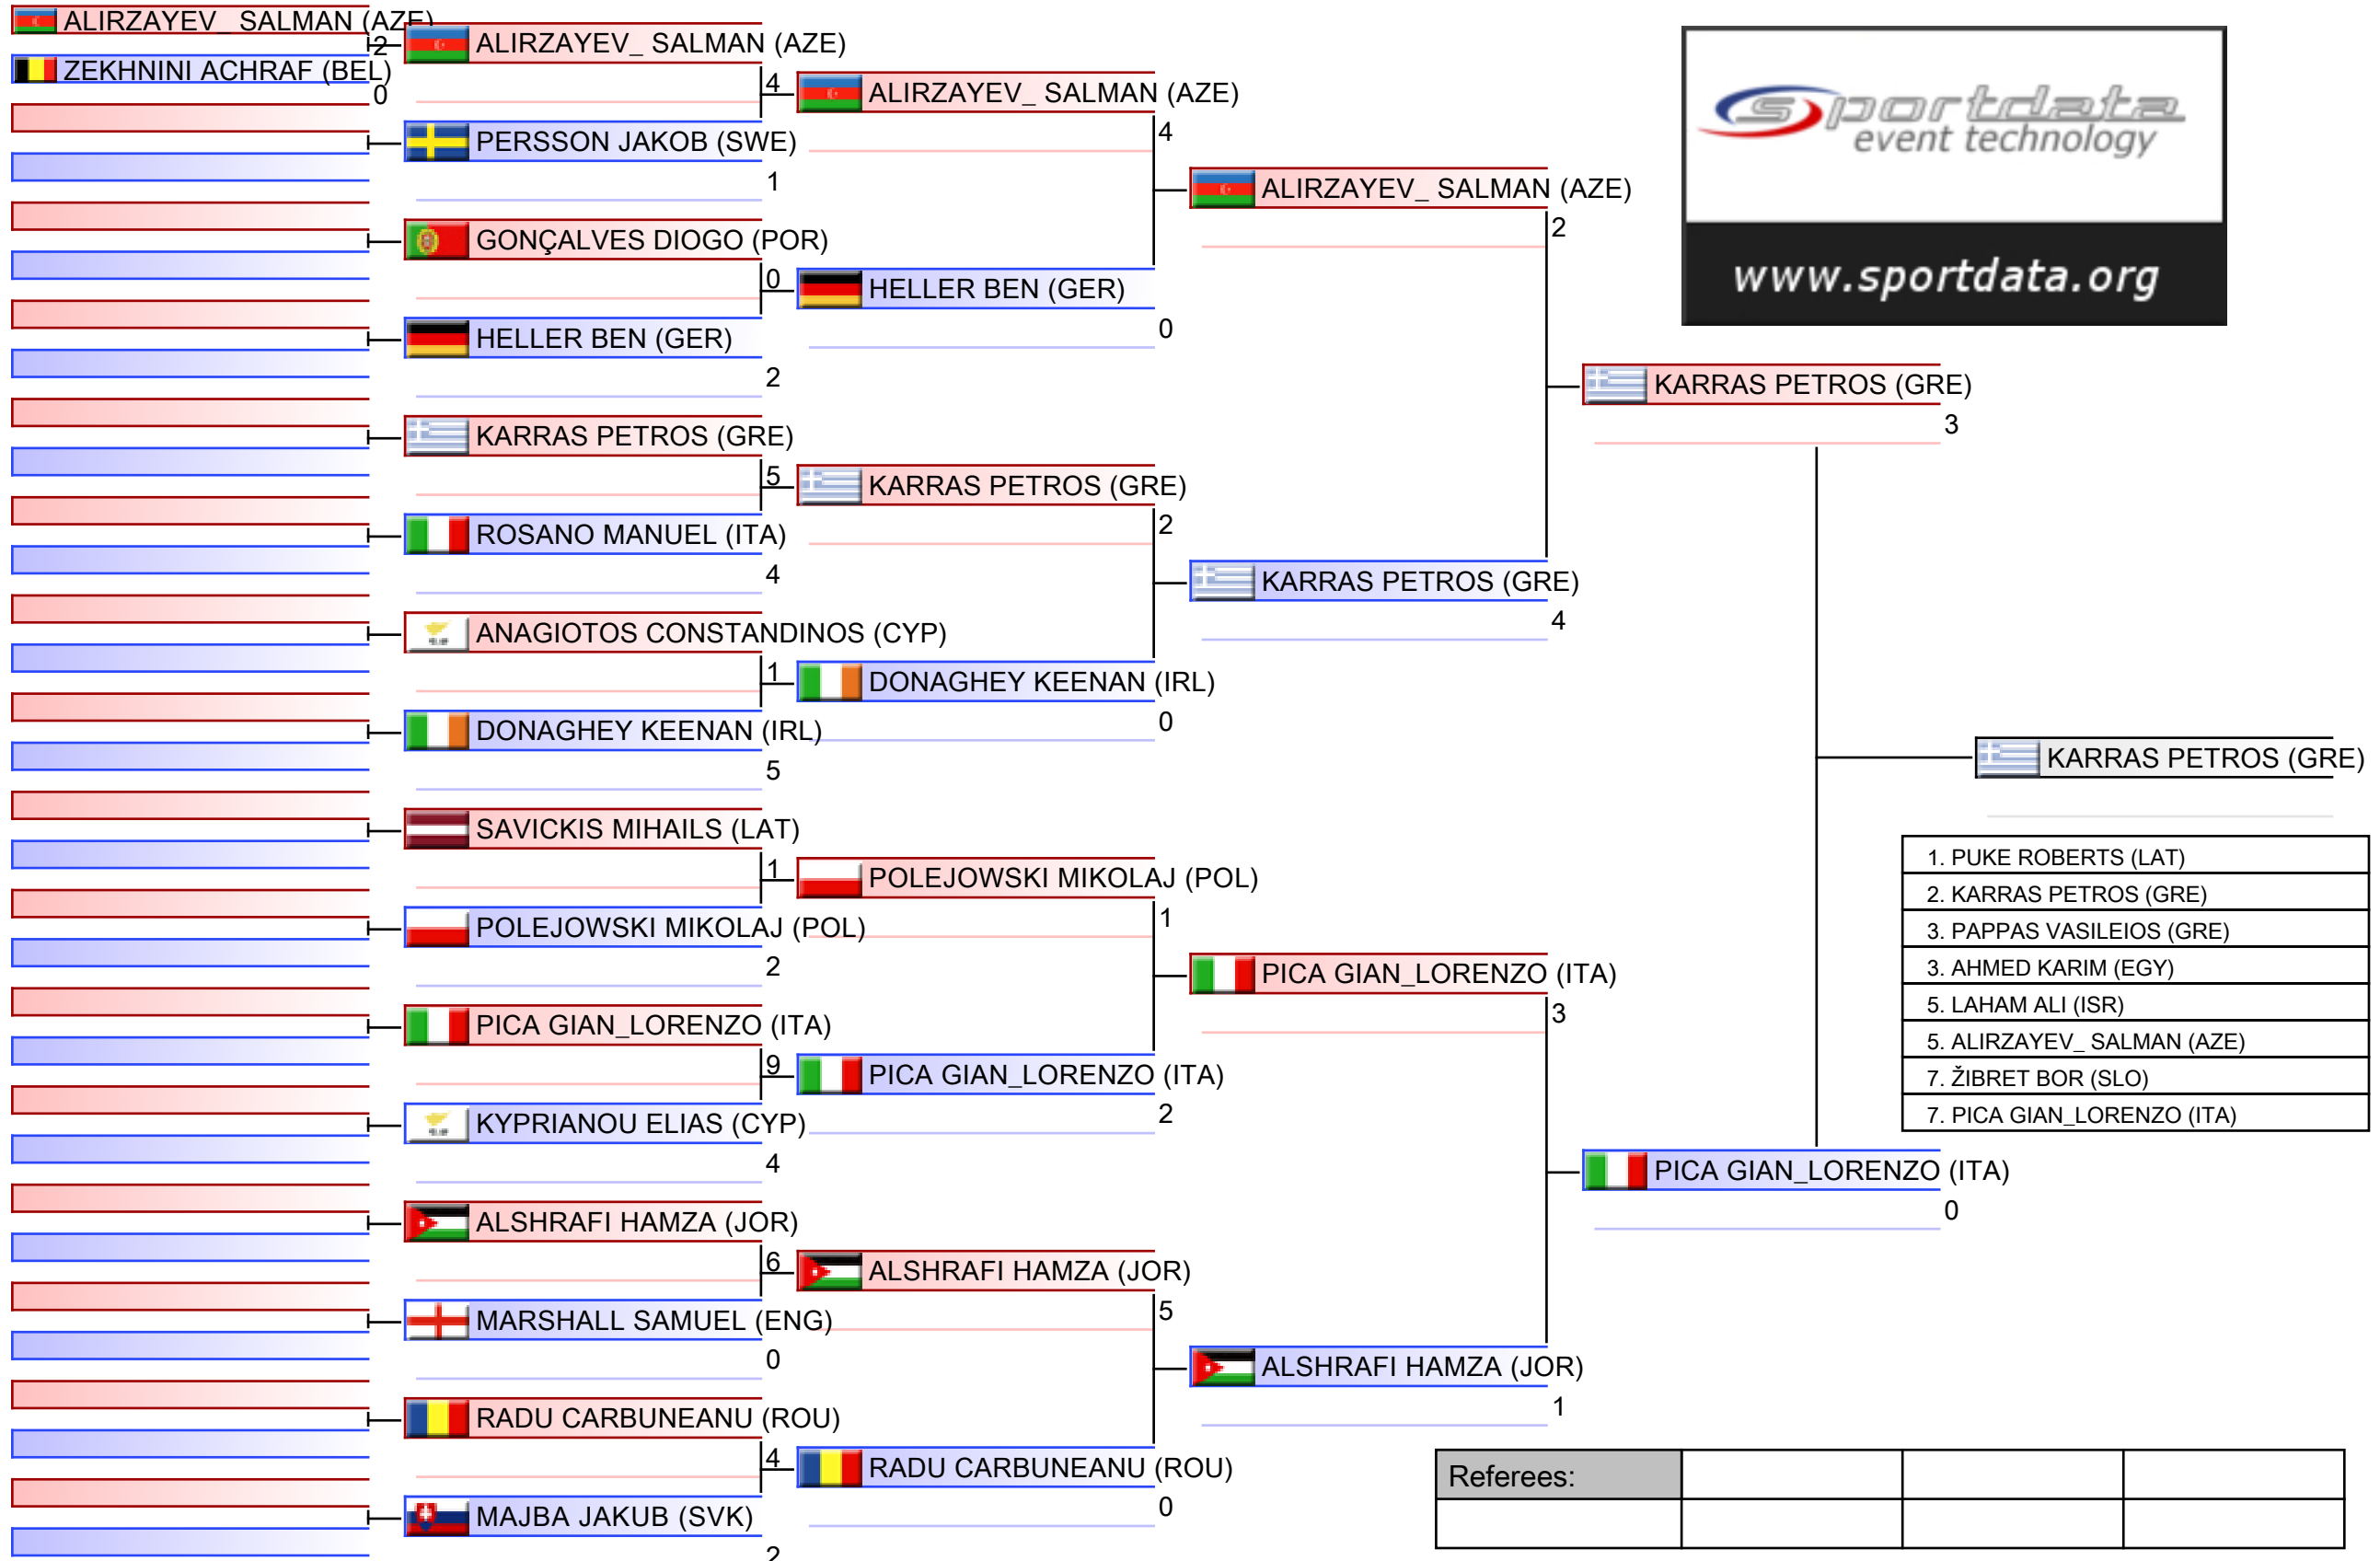 ALIRZAYEV_ SALMAN (AZE)
2
ZEKHNINI ACHRAF (BEL)
0
ALIRZAYEV_ SALMAN (AZE)
4
PERSSON JAKOB (SWE)
1
GONÇALVES DIOGO (POR)
0
HELLER BEN (GER)
2
KARRAS PETROS (GRE)
5
ROSANO MANUEL (ITA)
4
ANAGIOTOS CONSTANDINOS (CYP)
1
DONAGHEY KEENAN (IRL)
5
SAVICKIS MIHAILS (LAT)
1
POLEJOWSKI MIKOLAJ (POL)
2
PICA GIAN_LORENZO (ITA)
9
KYPRIANOU ELIAS (CYP)
4
ALSHRAFI HAMZA (JOR)
6
MARSHALL SAMUEL (ENG)
0
RADU CARBUNEANU (ROU)
4
MAJBA JAKUB (SVK)
2
ALIRZAYEV_ SALMAN (AZE)
4
HELLER BEN (GER)
0
KARRAS PETROS (GRE)
2
DONAGHEY KEENAN (IRL)
0
POLEJOWSKI MIKOLAJ (POL)
1
PICA GIAN_LORENZO (ITA)
2
ALSHRAFI HAMZA (JOR)
5
RADU CARBUNEANU (ROU)
0
ALIRZAYEV_ SALMAN (AZE)
2
KARRAS PETROS (GRE)
4
PICA GIAN_LORENZO (ITA)
3
ALSHRAFI HAMZA (JOR)
1
KARRAS PETROS (GRE)
3
PICA GIAN_LORENZO (ITA)
0
KARRAS PETROS (GRE)
sportdata
event technology
www.sportdata.org
1. PUKE ROBERTS (LAT)
2. KARRAS PETROS (GRE)
3. PAPPAS VASILEIOS (GRE)
3. AHMED KARIM (EGY)
5. LAHAM ALI (ISR)
5. ALIRZAYEV_ SALMAN (AZE)
7. ŽIBRET BOR (SLO)
7. PICA GIAN_LORENZO (ITA)
Referees: